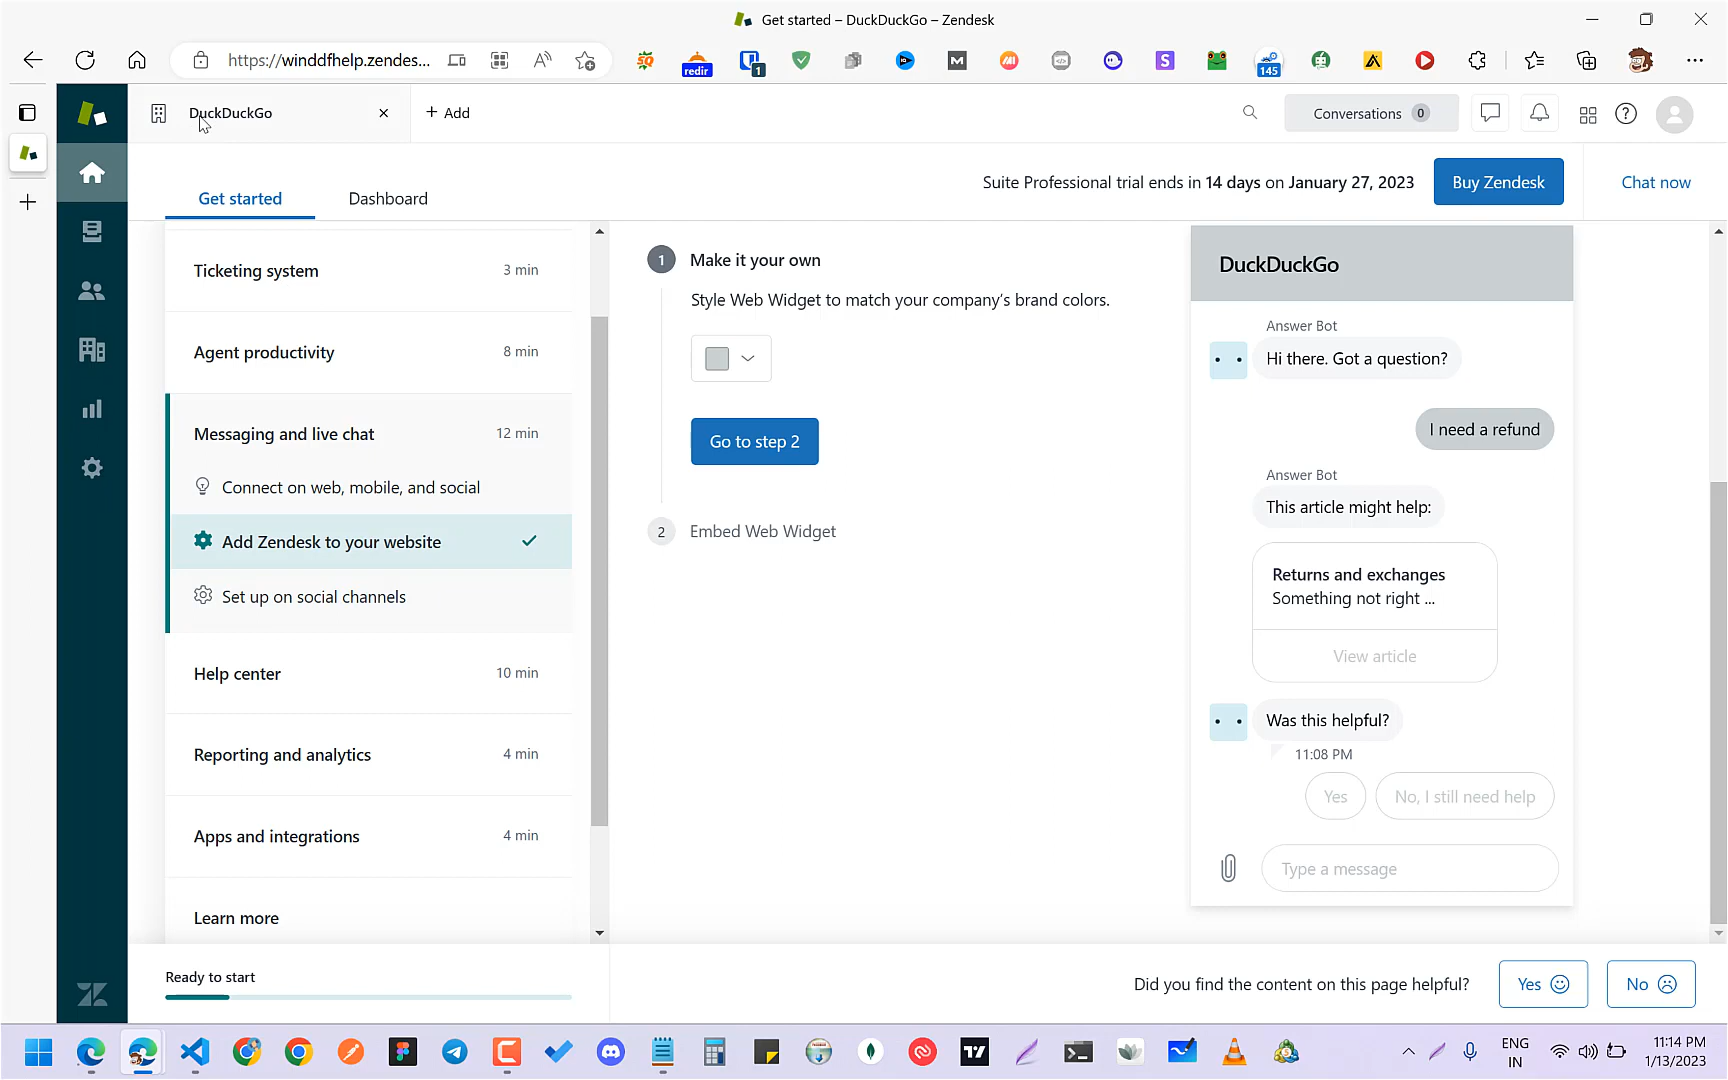 Get started – DuckDuckGo – Zendesk
https://winddfhelp.zendes...
redir
1
145
DuckDuckGo
+ Add
Conversations 0
Get started
Dashboard
Suite Professional trial ends in 14 days on January 27, 2023
Buy Zendesk
Chat now
Ticketing system 3 min
Agent productivity 8 min
Messaging and live chat 12 min
Connect on web, mobile, and social
Add Zendesk to your website
Set up on social channels
Help center 10 min
Reporting and analytics 4 min
Apps and integrations 4 min
Learn more
Ready to start
1 Make it your own
Style Web Widget to match your company's brand colors.
Go to step 2
2 Embed Web Widget
DuckDuckGo
Answer Bot
Hi there. Got a question?
I need a refund
Answer Bot
This article might help:
Returns and exchanges
Something not right ...
View article
Was this helpful?
11:08 PM
Yes
No, I still need help
Type a message
Did you find the content on this page helpful?
Yes
No
ENG
IN
11:14 PM
1/13/2023